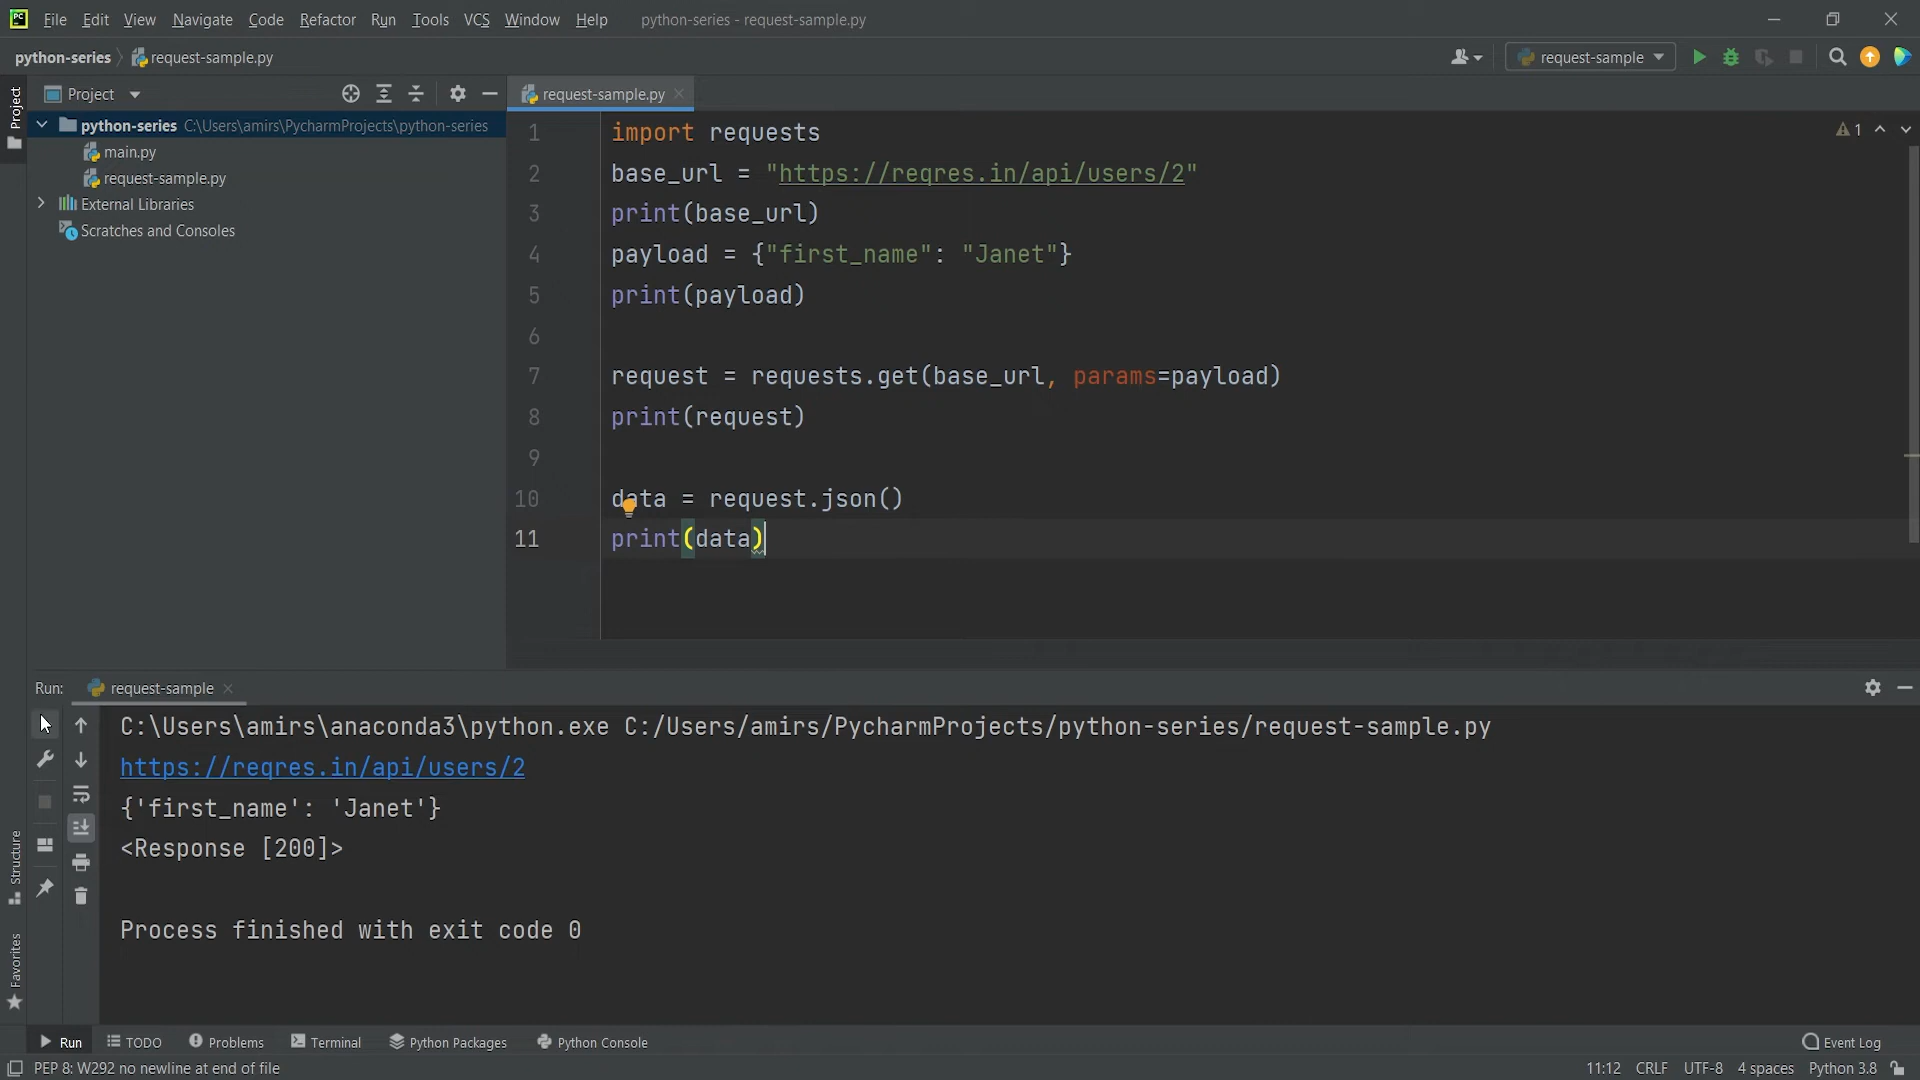 File Edit View Navigate Code Refactor Run Tools VCS Window Help python-series - request-sample.py
python-series request-sample.py request-sample
Project
Project
request-sample.py
python-series C:\Users\amirs\PycharmProjects\python-series
main.py
request-sample.py
External Libraries
Scratches and Consoles
1 import requests
2 base_url = "https://reqres.in/api/users/2"
3 print(base_url)
4 payload = {"first_name": "Janet"}
5 print(payload)
6
7 request = requests.get(base_url, params=payload)
8 print(request)
9
10 data = request.json()
11 print(data)
1
Run: request-sample
C:\Users\amirs\anaconda3\python.exe C:/Users/amirs/PycharmProjects/python-series/request-sample.py
https://reqres.in/api/users/2
{'first_name': 'Janet'}
<Response [200]>
Process finished with exit code 0
Structure
Favorites
Run TODO Problems Terminal Python Packages Python Console Event Log
PEP 8: W292 no newline at end of file 11:12 CRLF UTF-8 4 spaces Python 3.8